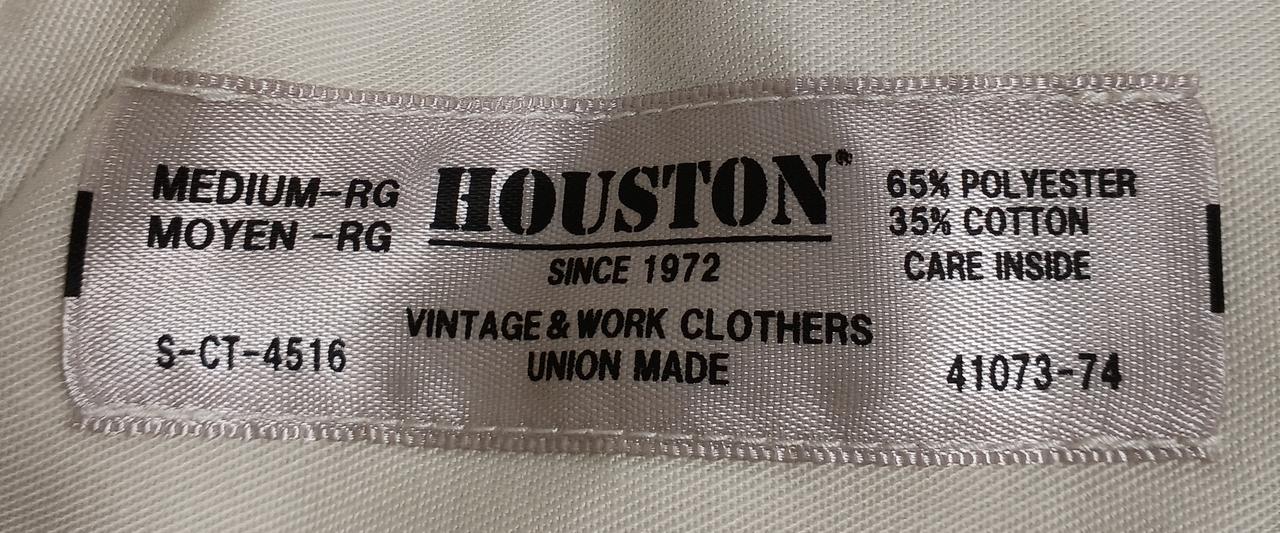 MEDIUM-RG
MOYEN -RG
S-CT-4516
HOUSTON®
SINCE 1972
VINTAGE & WORK CLOTHERS
UNION MADE
65% POLYESTER
35% COTTON
CARE INSIDE
41073-74